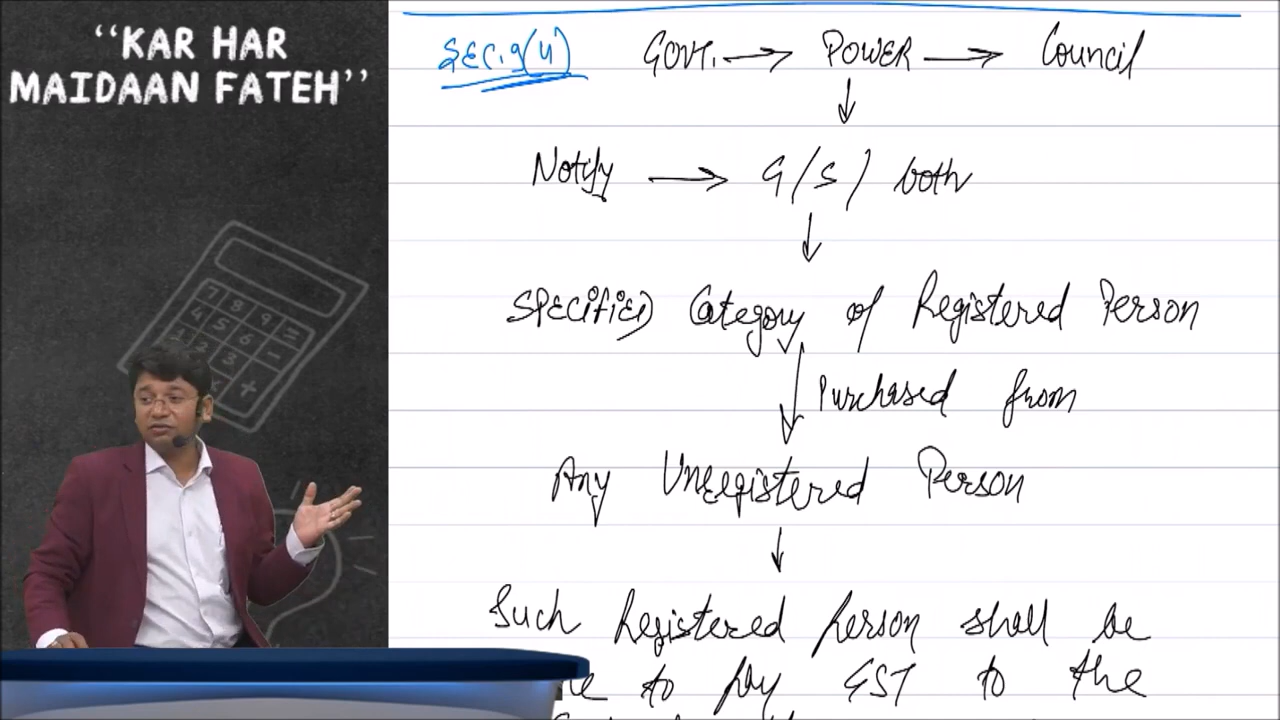 “KAR HAR
MAIDAAN FATEH”
SEC.9(4) GOVT. → POWER → Council
↓
Notify → G/S/ both
↓
SPECIFIED Category of Registered Person
↓ Purchased from
Any Unregistered Person
↓
Such Registered person shall be
to pay GST to the